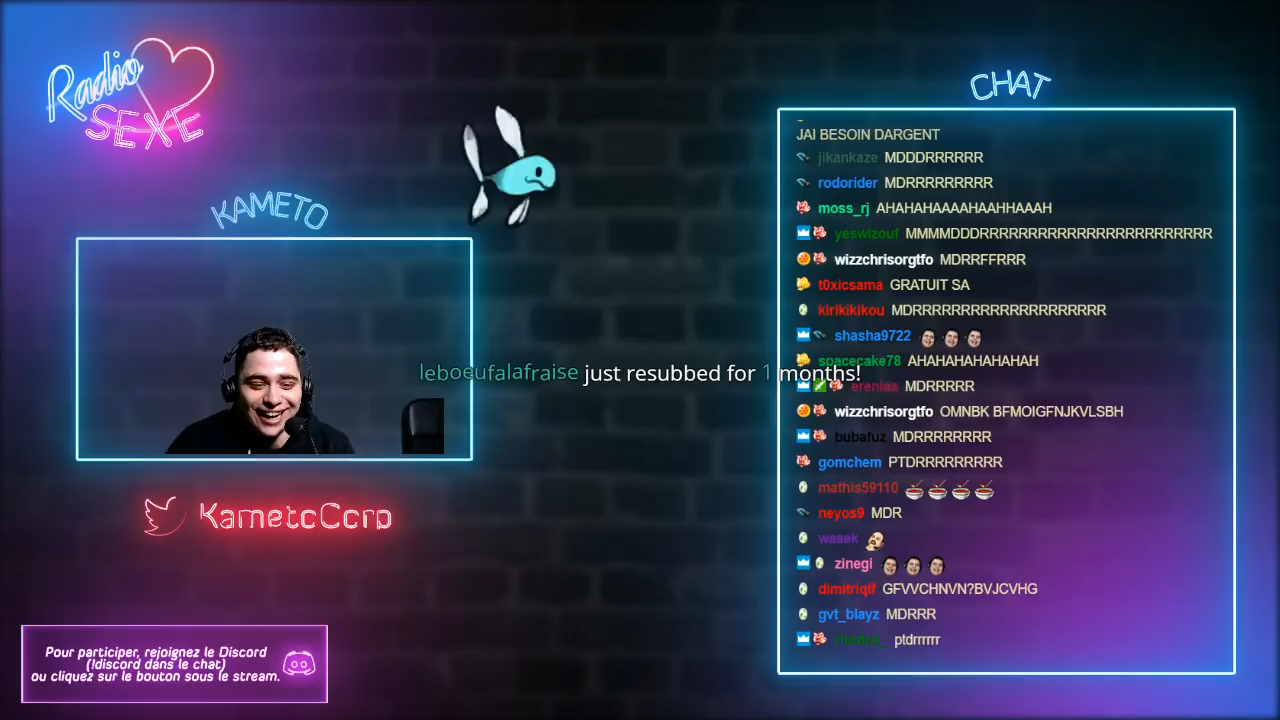 Radio
SEXE
KAMETO
KametoCorp
Pour participer, rejoignez le Discord
(!discord dans le chat)
ou cliquez sur le bouton sous le stream.
leboeufalafraise just resubbed for 1 months!
CHAT
JAI BESOIN DARGENT
jikankaze MDDDRRRRRR
rodorider MDRRRRRRRRR
moss_rj AHAHAHAAAAHAAHHAAAH
yeswizouf MMMMDDDRRRRRRRRRRRRRRRRRRRRRRRR
wizzchrisorgtfo MDRRFFRRR
t0xicsama GRATUIT SA
kirikikikou MDRRRRRRRRRRRRRRRRRRRR
shasha9722
spacecake78 AHAHAHAHAHAHAH
ereniaa MDRRRRR
wizzchrisorgtfo OMNBK BFMOIGFNJKVLSBH
bubafuz MDRRRRRRRR
gomchem PTDRRRRRRRRR
mathis59110
neyos9 MDR
waaek
zinegi
dimitriqlf GFVVCHNVN?BVJCVHG
gvt_blayz MDRRR
ptdrrrrrr